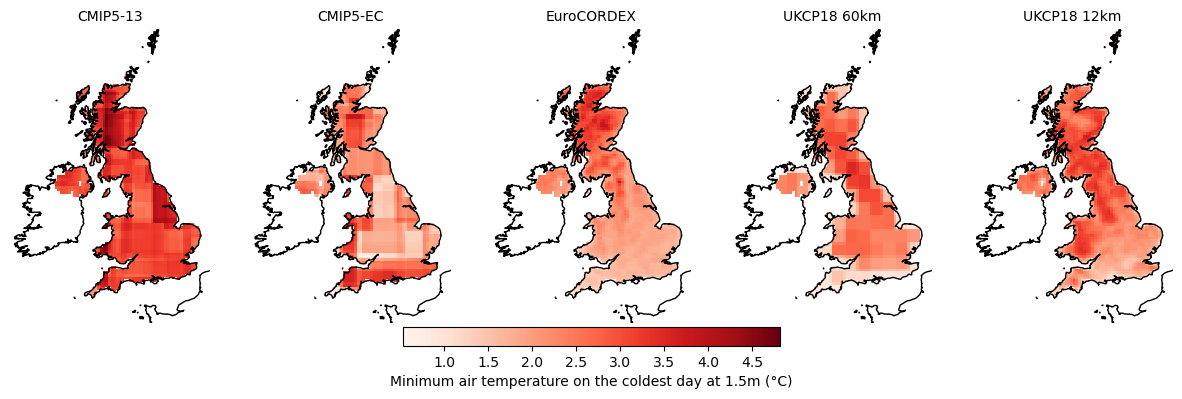 CMIP5-13
CMIP5-EC
EuroCORDEX
UKCP18 60km
UKCP18 12km
1.0 1.5 2.0 2.5 3.0 3.5 4.0 4.5
Minimum air temperature on the coldest day at 1.5m (°C)